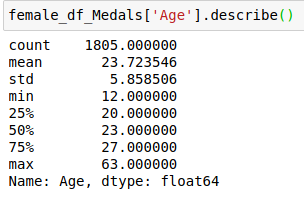 female_df_Medals['Age'].describe()
count    1805.000000
mean       23.723546
std         5.858506
min        12.000000
25%        20.000000
50%        23.000000
75%        27.000000
max        63.000000
Name: Age, dtype: float64